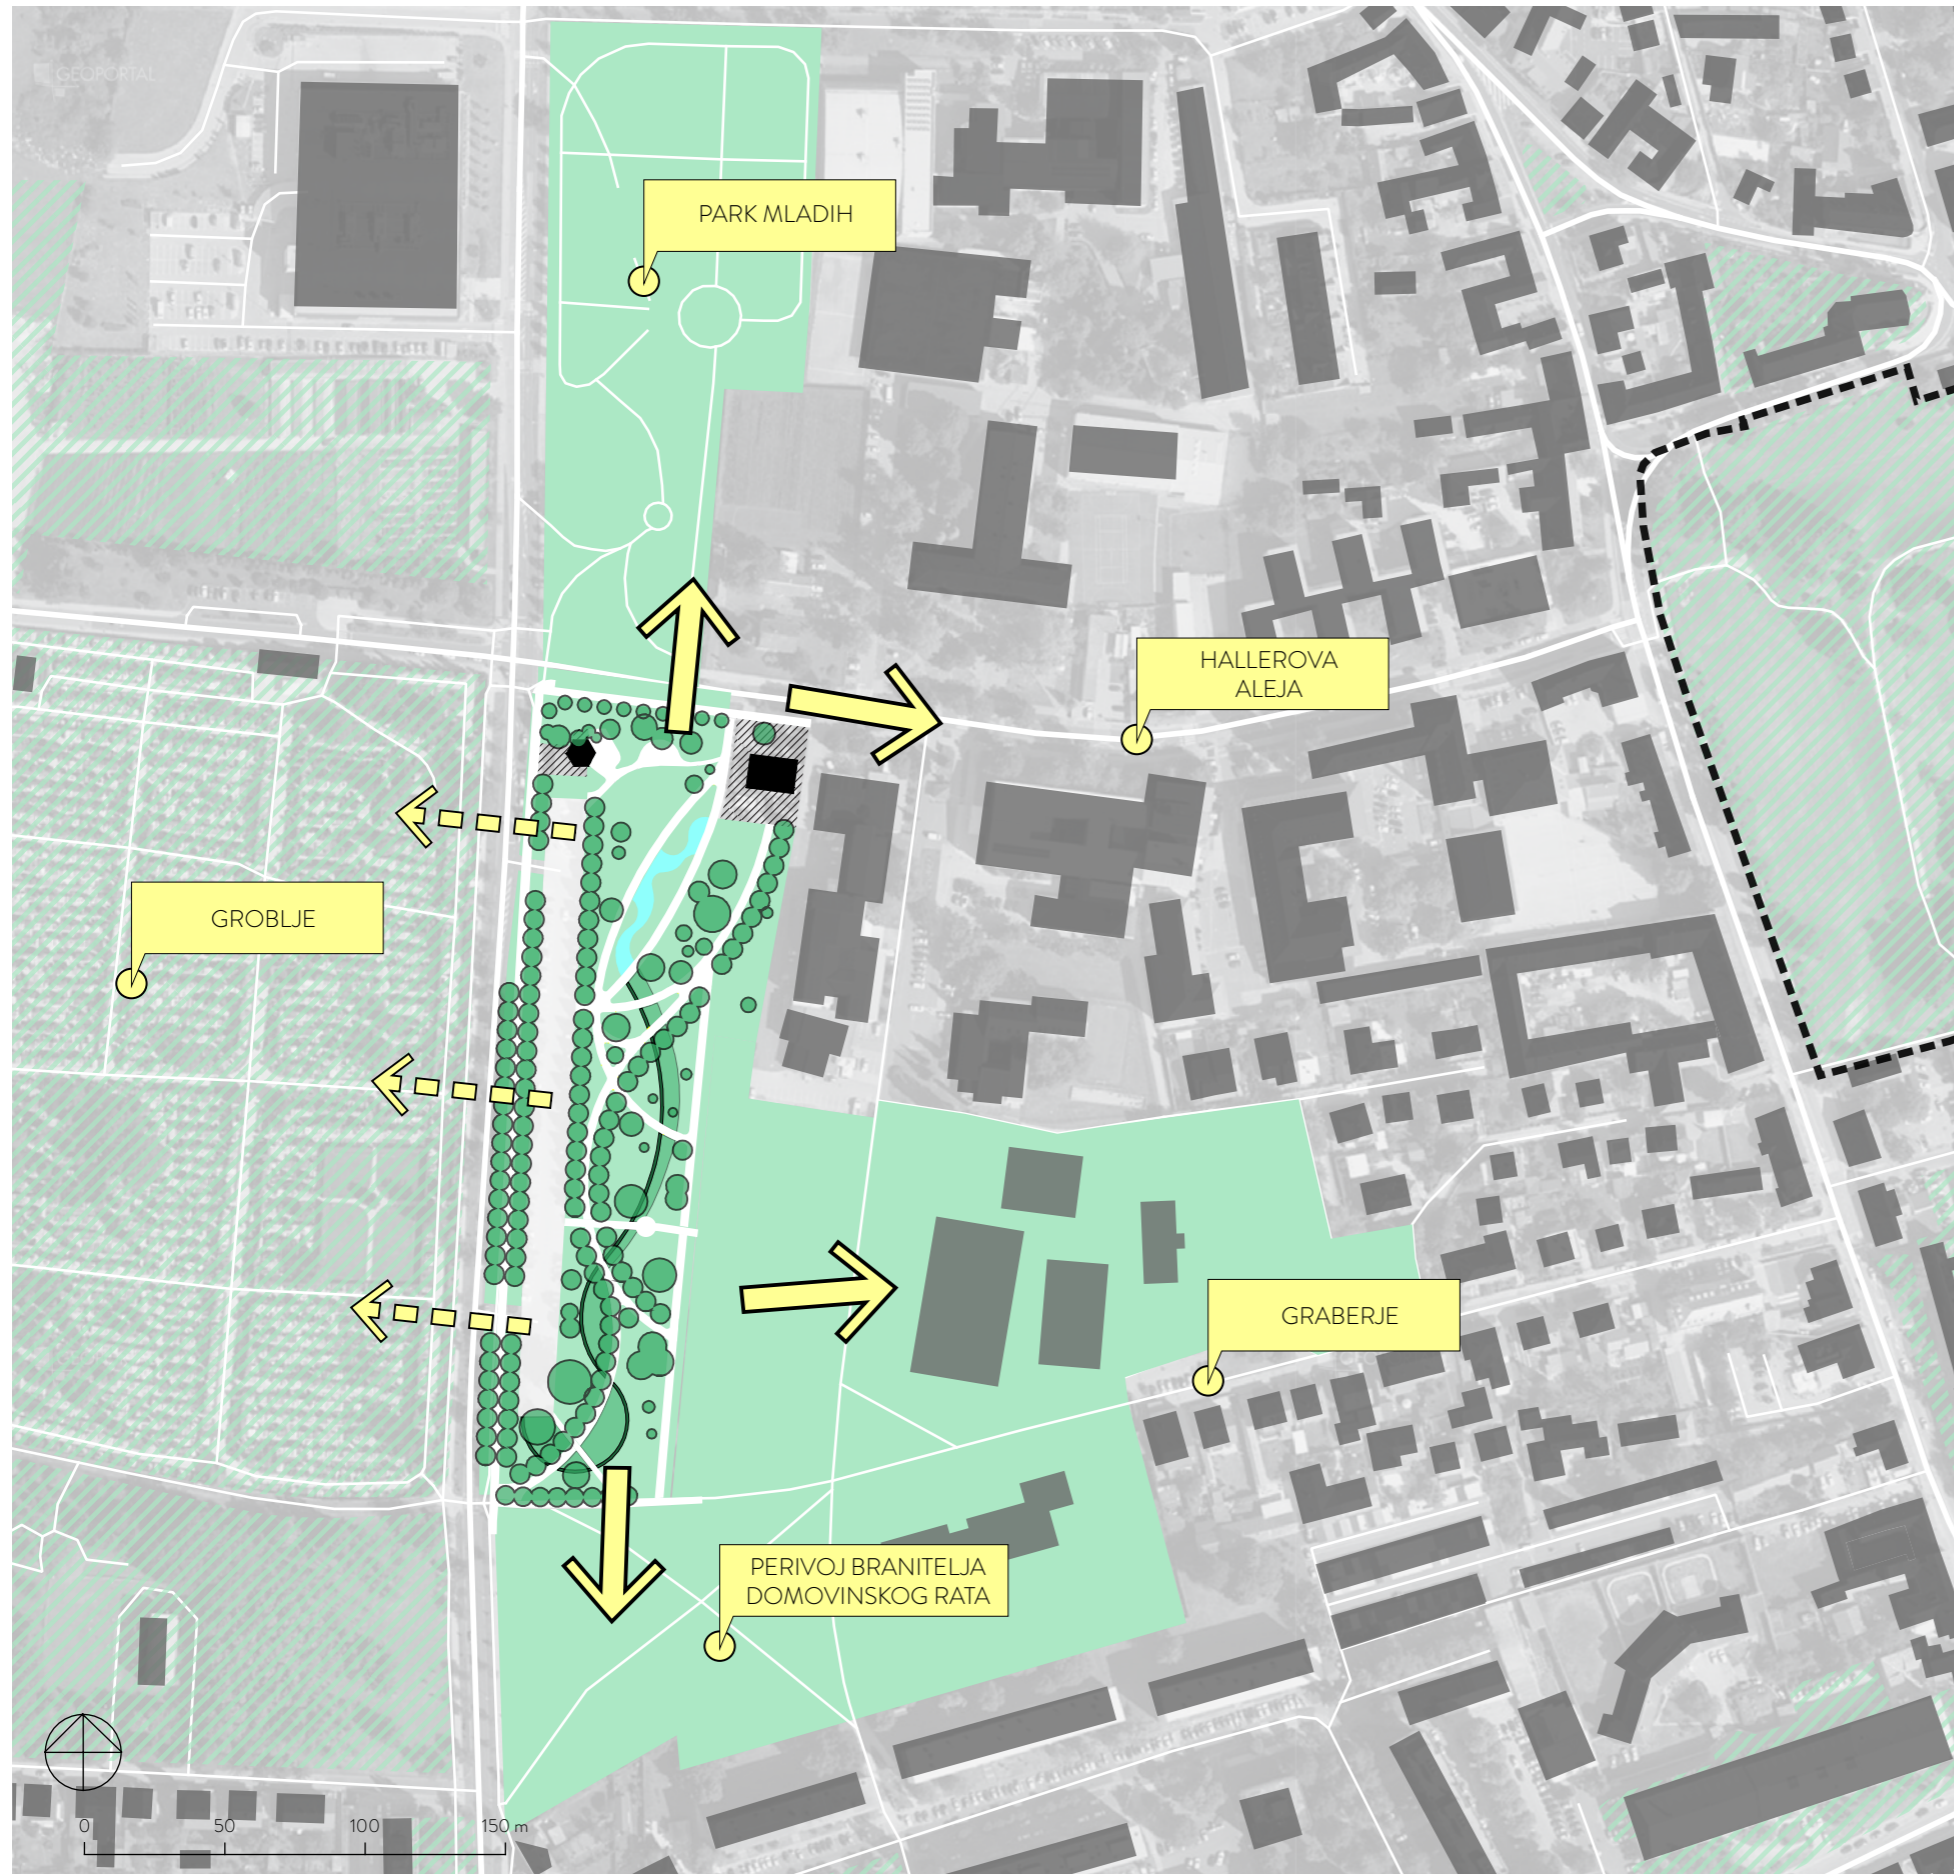 GEOPORTAL
PARK MLADIH
HALLEROVA
ALEJA
GROBLJE
GRABERJE
PERIVOJ BRANITELJA
DOMOVINSKOG RATA
0 50 100 150 m